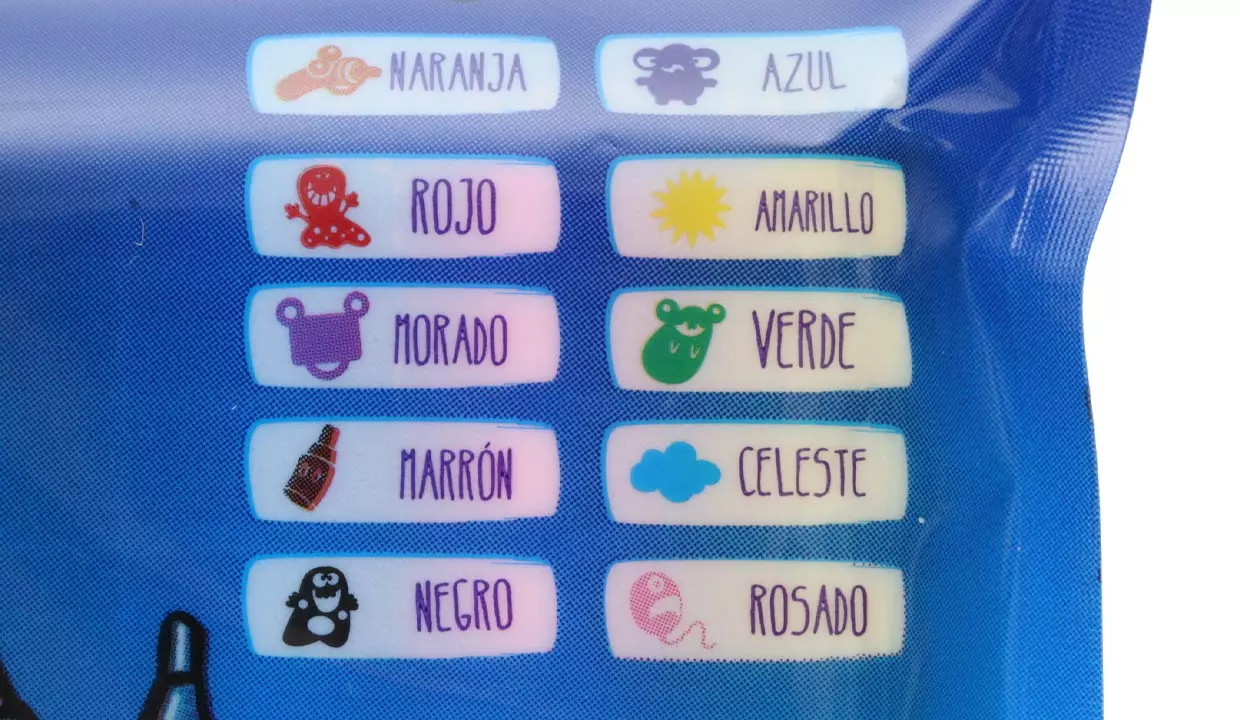 NARANJA AZUL
ROJO AMARILLO
MORADO VERDE
MARRÓN CELESTE
NEGRO ROSADO